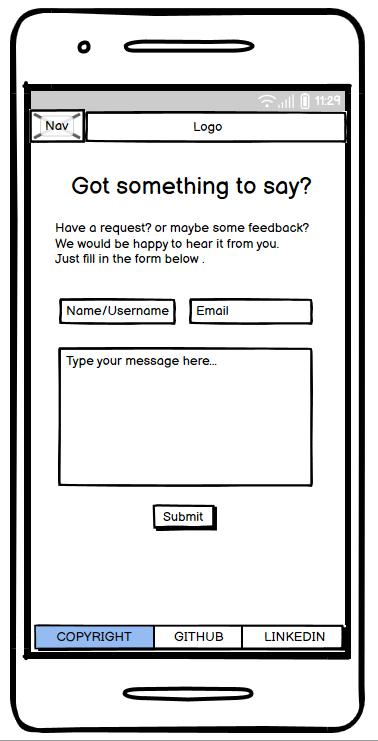 11:29
Nav
Logo
Got something to say?
Have a request? or maybe some feedback?
We would be happy to hear it from you.
Just fill in the form below .
Name/Username
Email
Type your message here...
Submit
COPYRIGHT
GITHUB
LINKEDIN